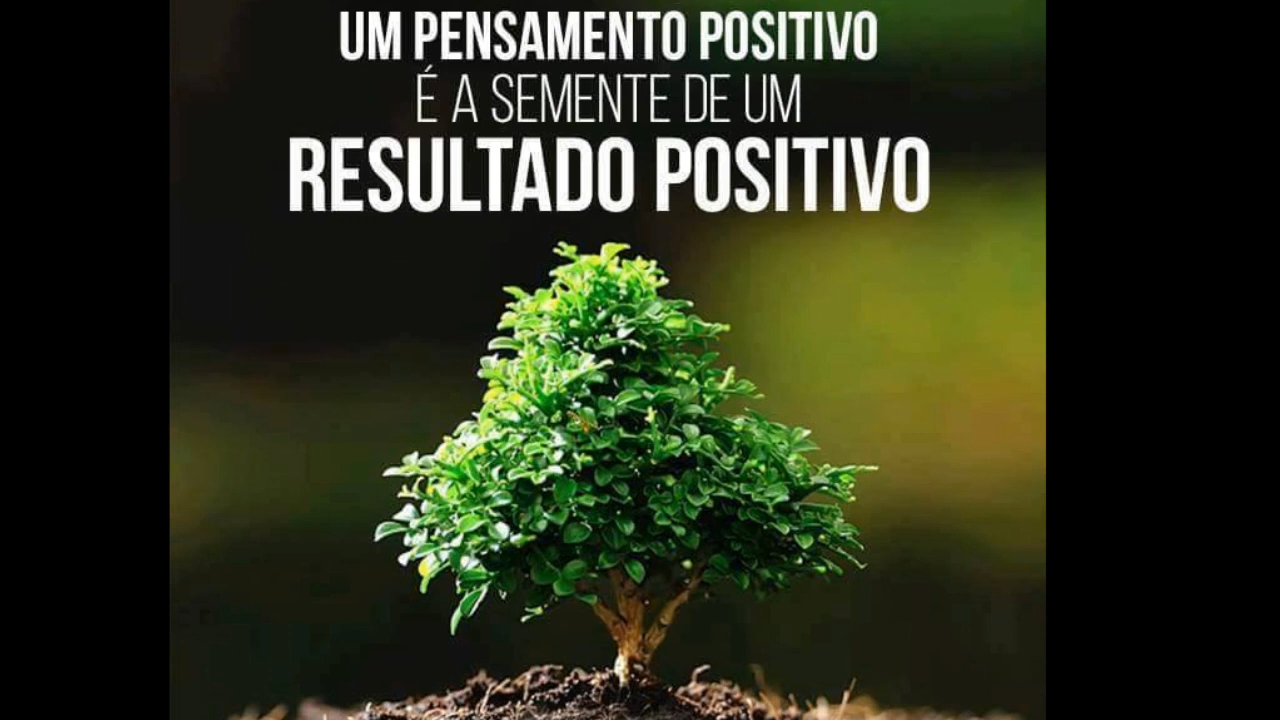 UM PENSAMENTO POSITIVO
É A SEMENTE DE UM
RESULTADO POSITIVO